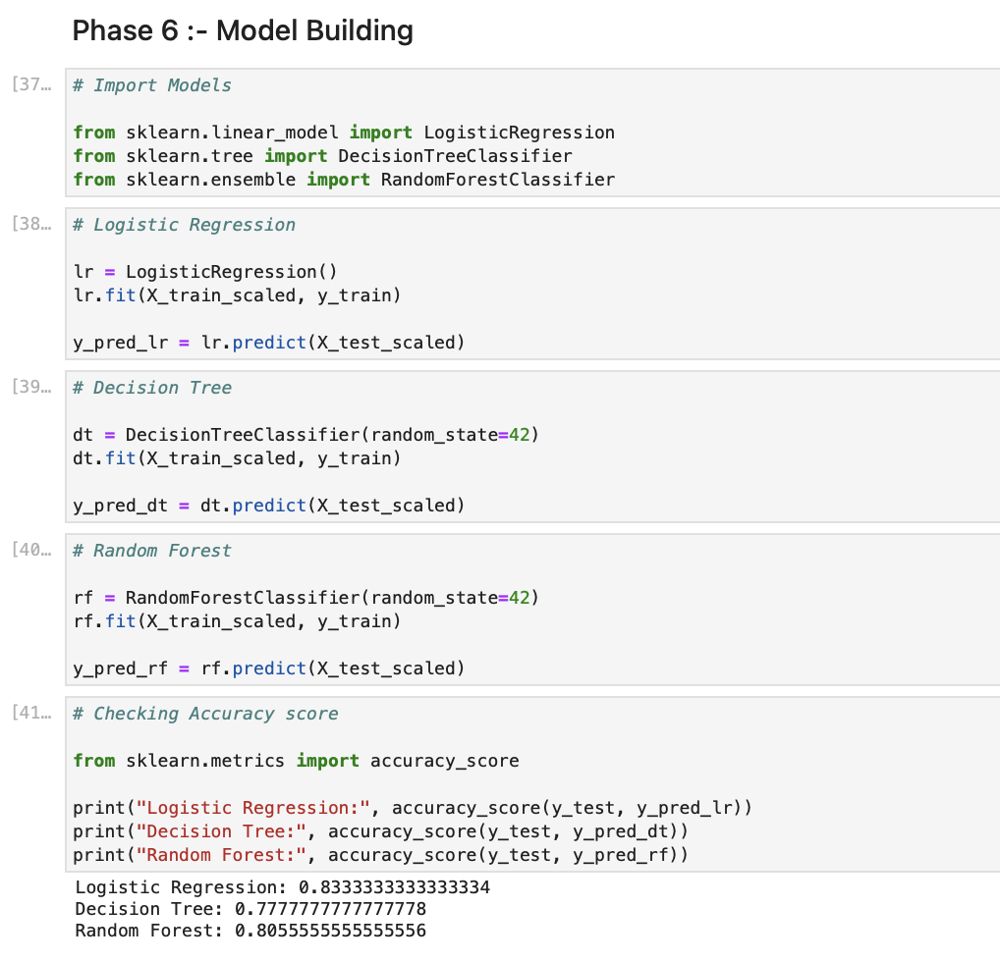 Phase 6 :- Model Building
[37...
# Import Models
from sklearn.linear_model import LogisticRegression
from sklearn.tree import DecisionTreeClassifier
from sklearn.ensemble import RandomForestClassifier
[38...
# Logistic Regression
lr = LogisticRegression()
lr.fit(X_train_scaled, y_train)
y_pred_lr = lr.predict(X_test_scaled)
[39...
# Decision Tree
dt = DecisionTreeClassifier(random_state=42)
dt.fit(X_train_scaled, y_train)
y_pred_dt = dt.predict(X_test_scaled)
[40...
# Random Forest
rf = RandomForestClassifier(random_state=42)
rf.fit(X_train_scaled, y_train)
y_pred_rf = rf.predict(X_test_scaled)
[41...
# Checking Accuracy score
from sklearn.metrics import accuracy_score
print("Logistic Regression:", accuracy_score(y_test, y_pred_lr))
print("Decision Tree:", accuracy_score(y_test, y_pred_dt))
print("Random Forest:", accuracy_score(y_test, y_pred_rf))
Logistic Regression: 0.8333333333333334
Decision Tree: 0.7777777777777778
Random Forest: 0.8055555555555556